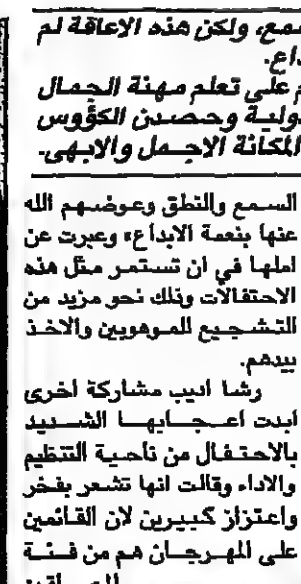 سمع، ولكن هذه الاعاقة لم
داع.
م على تعلم مهنة الجمال
ولية وحصدن الكؤوس
المكانة الاجمل والابهى.
السمع والنطق وعوضهم الله
عنها بنعمة الابداع، وعبرت عن
املها في ان تستمر مثل هذه
الاحتفالات وذلك نحو مزيد من
التشجيع للموهوبين والاخذ
بيدهم.
رشا اديب مشاركة اخرى
ابدت اعجابها الشديد
بالاحتفال من ناحية التنظيم
والاداء وقالت انها تشعر بفخر
واعتزاز كبيرين لان القائمين
على المهرجان هم من فئة